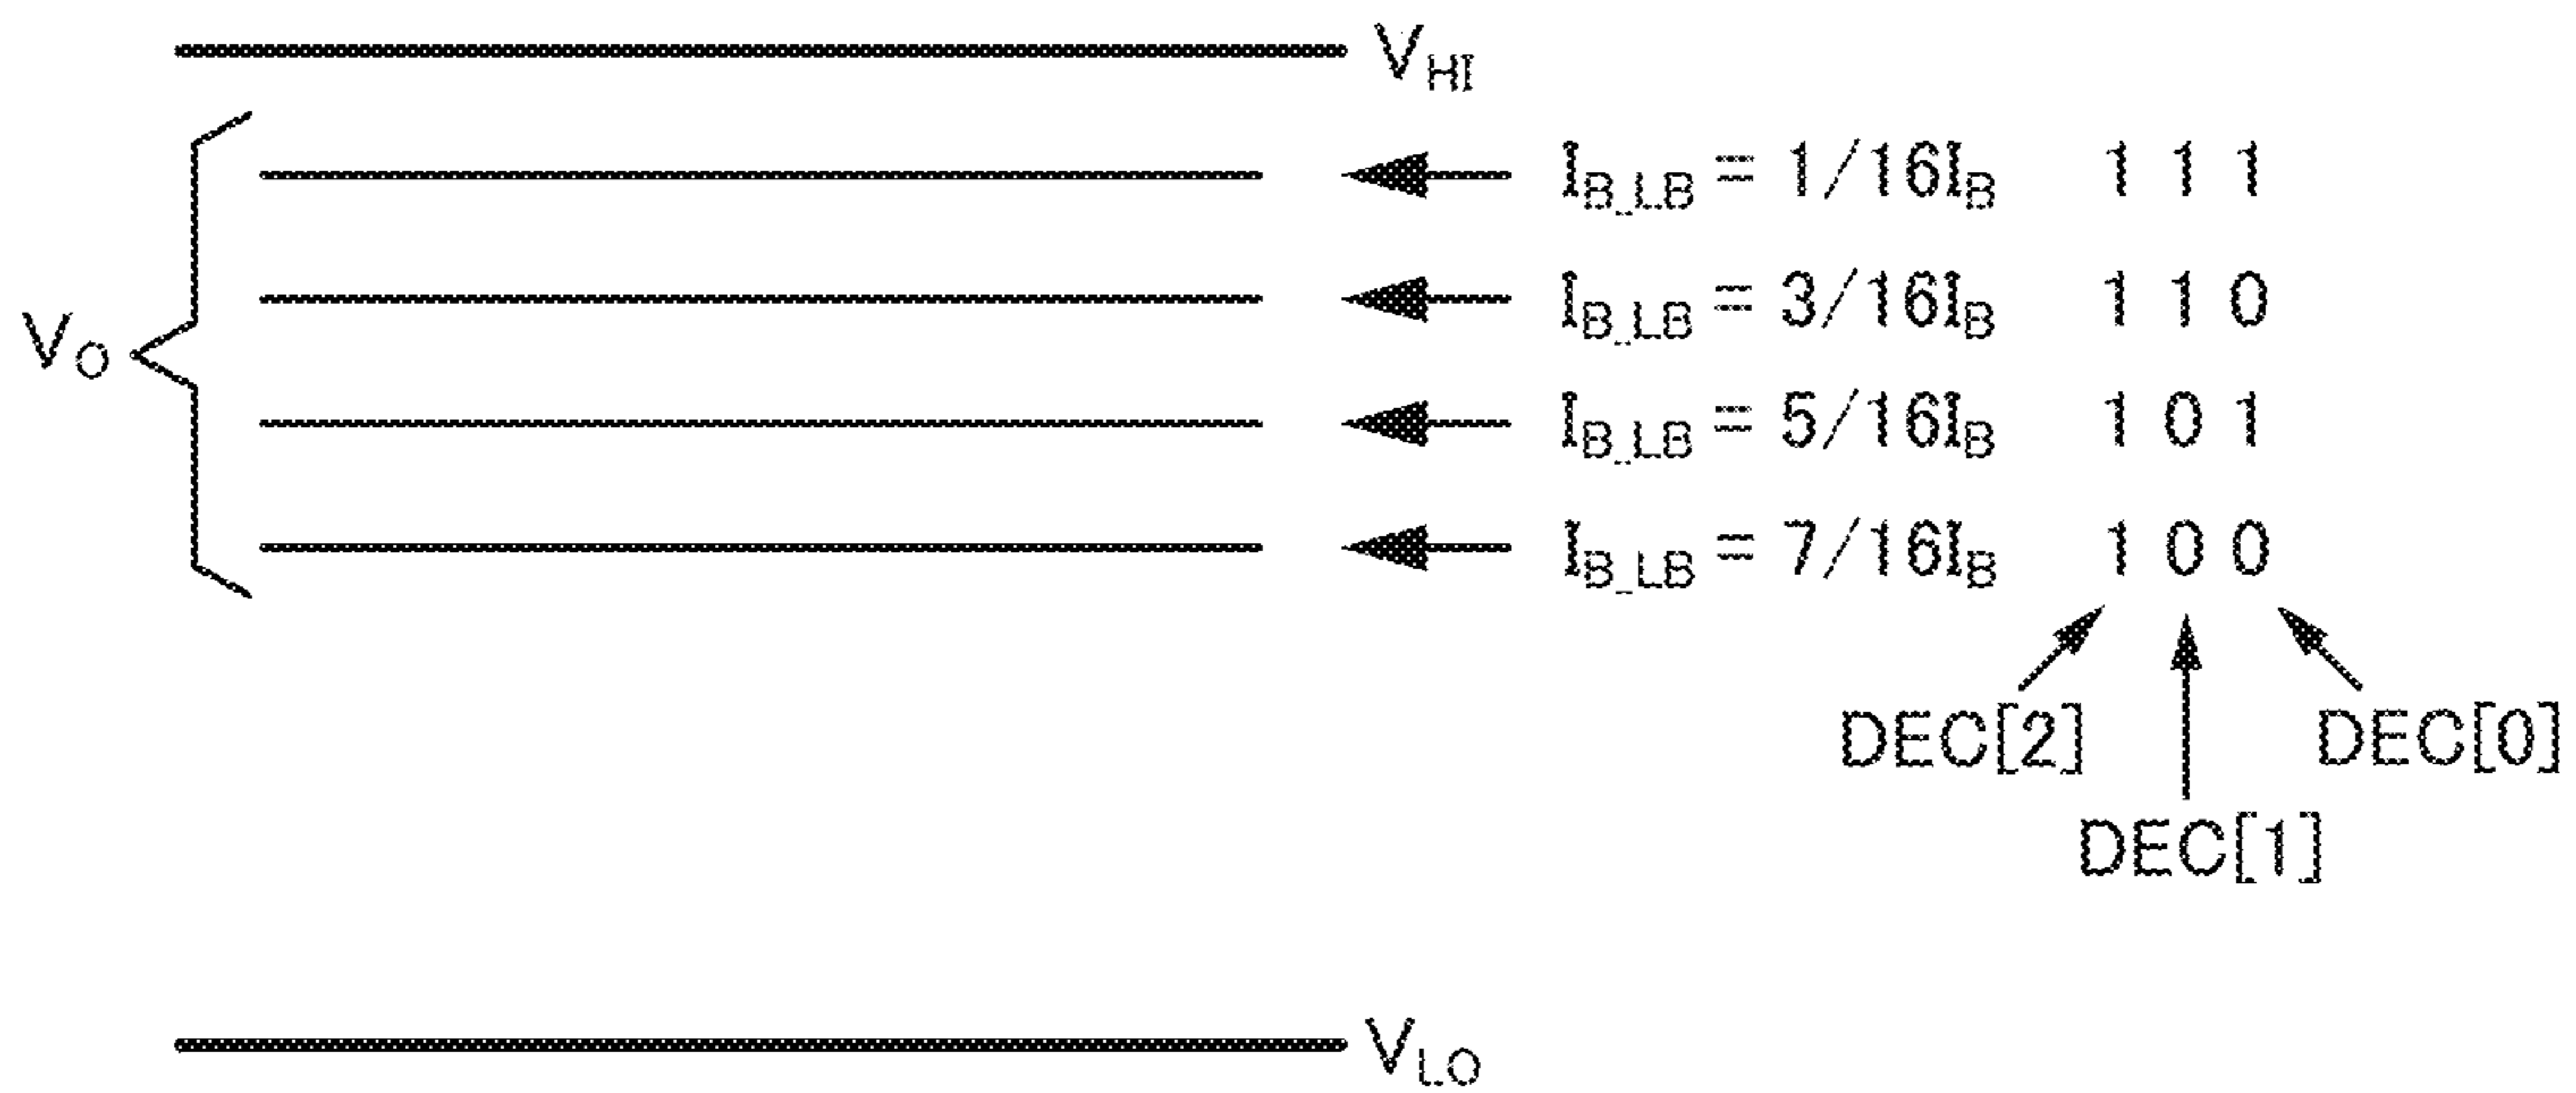 V_HI
I_B_LB = 1/16I_B 1 1 1
I_B_LB = 3/16I_B 1 1 0
V_O
I_B_LB = 5/16I_B 1 0 1
I_B_LB = 7/16I_B 1 0 0
DEC[2] DEC[0]
DEC[1]
V_LO